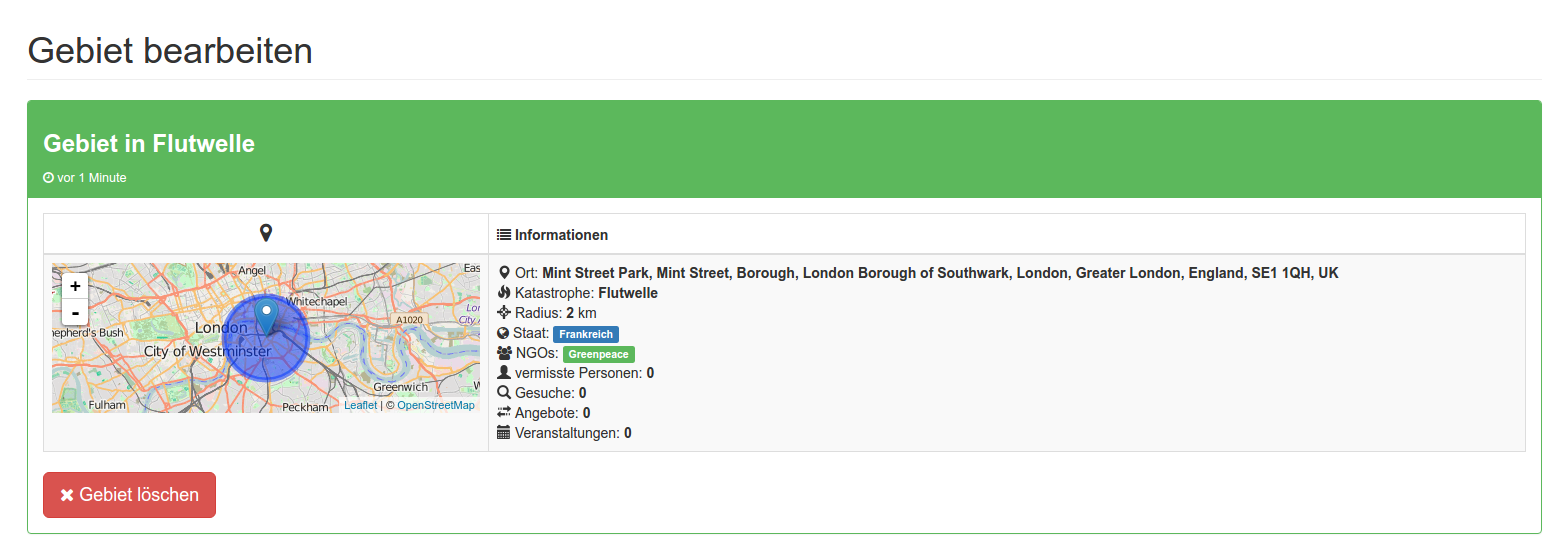 Gebiet bearbeiten
Gebiet in Flutwelle
vor 1 Minute
Informationen
+
-
Angel
Eas
Whitechapel
Lor
City A
A1020
London
epherd's Bush
City of Westminster
Greenwich
W
Fulham
Peckham
Leaflet | © OpenStreetMap
Ort: Mint Street Park, Mint Street, Borough, London Borough of Southwark, London, Greater London, England, SE1 1QH, UK
Katastrophe: Flutwelle
Radius: 2 km
Staat: Frankreich
NGOs: Greenpeace
vermisste Personen: 0
Gesuche: 0
Angebote: 0
Veranstaltungen: 0
Gebiet löschen